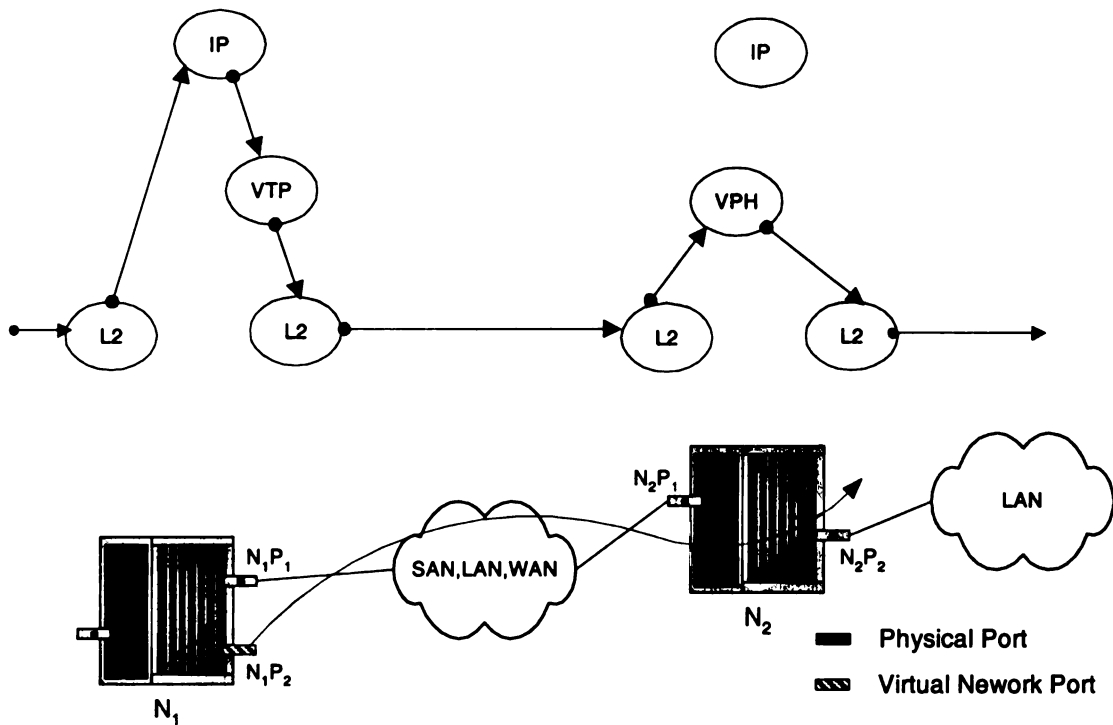 IP
IP
VTP
VPH
L2
L2
L2
L2
N₂P₁
LAN
N₁P₁
SAN,LAN,WAN
N₂P₂
N₂
N₁P₂
N₁
Physical Port
Virtual Nework Port